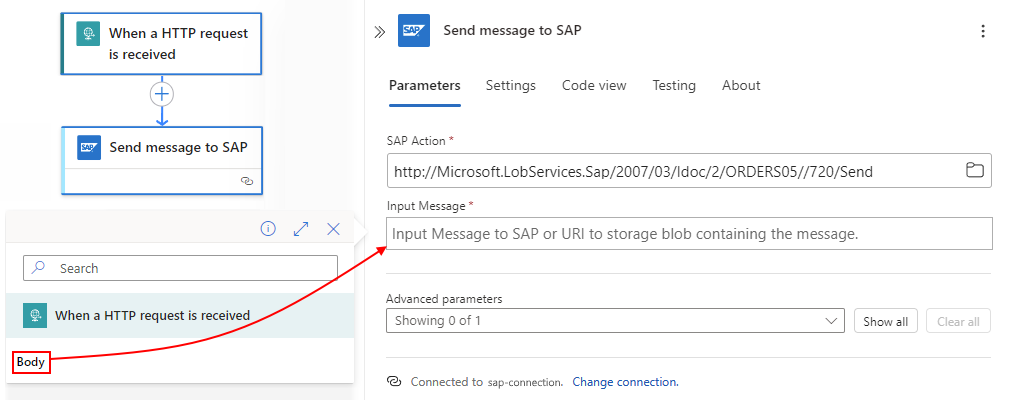 When a HTTP request
is received
Send message to SAP
Search
When a HTTP request is received
Body
SAP
Send message to SAP
Parameters Settings Code view Testing About
SAP Action *
http://Microsoft.LobServices.Sap/2007/03/Idoc/2/ORDERS05//720/Send
Input Message *
Input Message to SAP or URI to storage blob containing the message.
Advanced parameters
Showing 0 of 1 Show all Clear all
Connected to sap-connection. Change connection.